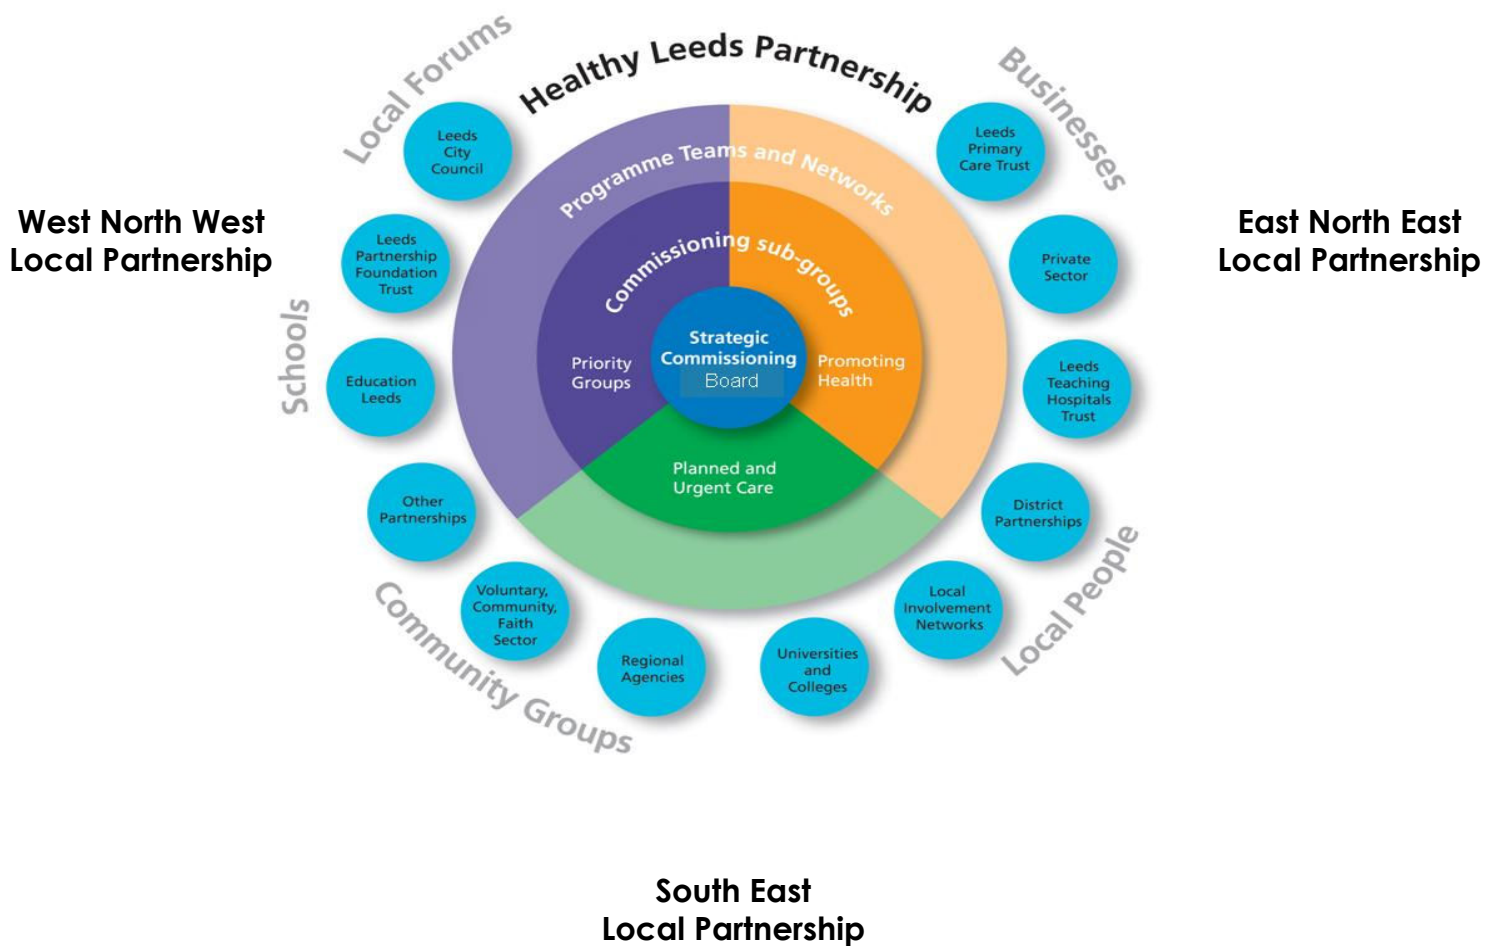 Healthy Leeds Partnership
Local Forums
Businesses
Leeds
City
Council
Leeds
Primary
Care Trust
Programme Teams and Networks
West North West
Local Partnership
East North East
Local Partnership
Leeds
Partnership
Foundation
Trust
Private
Sector
Commissioning sub-groups
Schools
Strategic
Commissioning
Board
Priority
Groups
Promoting
Health
Education
Leeds
Leeds
Teaching
Hospitals
Trust
Planned and
Urgent Care
Other
Partnerships
District
Partnerships
Voluntary,
Community,
Faith
Sector
Local
Involvement
Networks
Local People
Community Groups
Regional
Agencies
Universities
and
Colleges
South East
Local Partnership